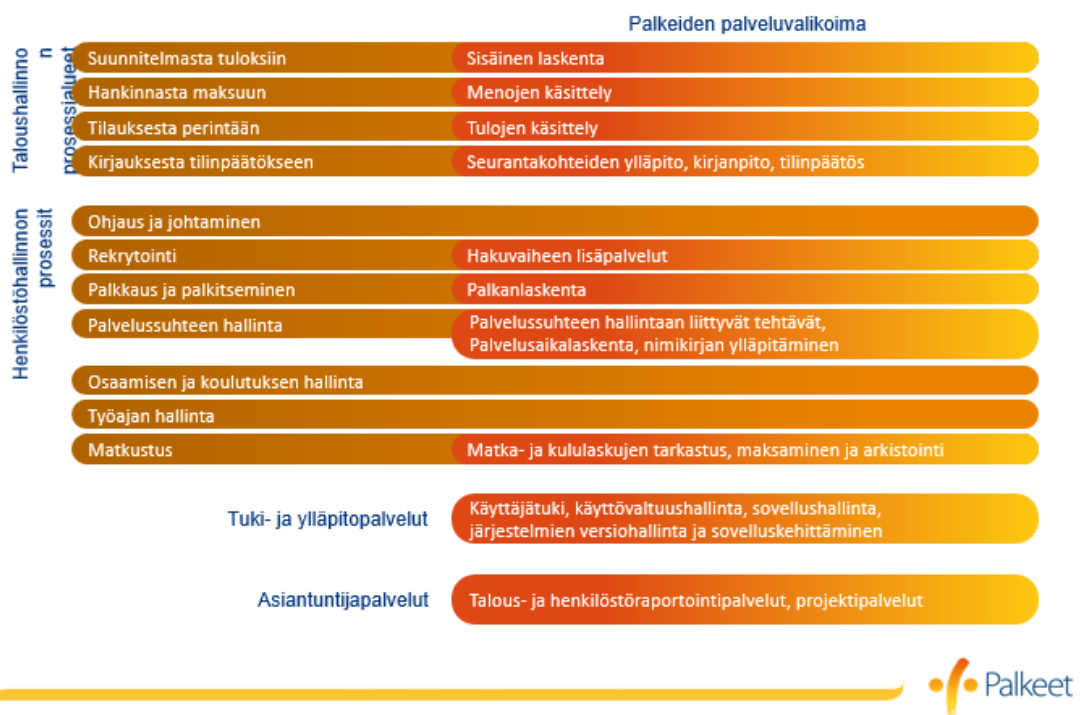 Palkeiden palveluvalikoima
Taloushallinno
n
prosessialueet
Suunnitelmasta tuloksiin
Sisäinen laskenta
Hankinnasta maksuun
Menojen käsittely
Tilauksesta perintään
Tulojen käsittely
Kirjauksesta tilinpäätökseen
Seurantakohteiden ylläpito, kirjanpito, tilinpäätös
Henkilöstöhallinnon
prosessit
Ohjaus ja johtaminen
Rekrytointi
Hakuvaiheen lisäpalvelut
Palkkaus ja palkitseminen
Palkanlaskenta
Palvelussuhteen hallinta
Palvelussuhteen hallintaan liittyvät tehtävät,
Palvelusaikalaskenta, nimikirjan ylläpitäminen
Osaamisen ja koulutuksen hallinta
Työajan hallinta
Matkustus
Matka- ja kululaskujen tarkastus, maksaminen ja arkistointi
Tuki- ja ylläpitopalvelut
Käyttäjätuki, käyttövaltuushallinta, sovellushallinta,
järjestelmien versiohallinta ja sovelluskehittäminen
Asiantuntijapalvelut
Talous- ja henkilöstöraportointipalvelut, projektipalvelut
Palkeet